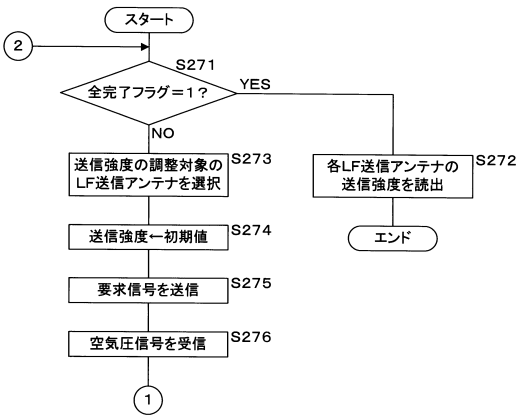 スタート
2
S271
全完了フラグ＝1？
YES
NO
送信強度の調整対象の
LF送信アンテナを選択
S273
各LF送信アンテナの
送信強度を読出
S272
エンド
送信強度←初期値
S274
要求信号を送信
S275
空気圧信号を受信
S276
1